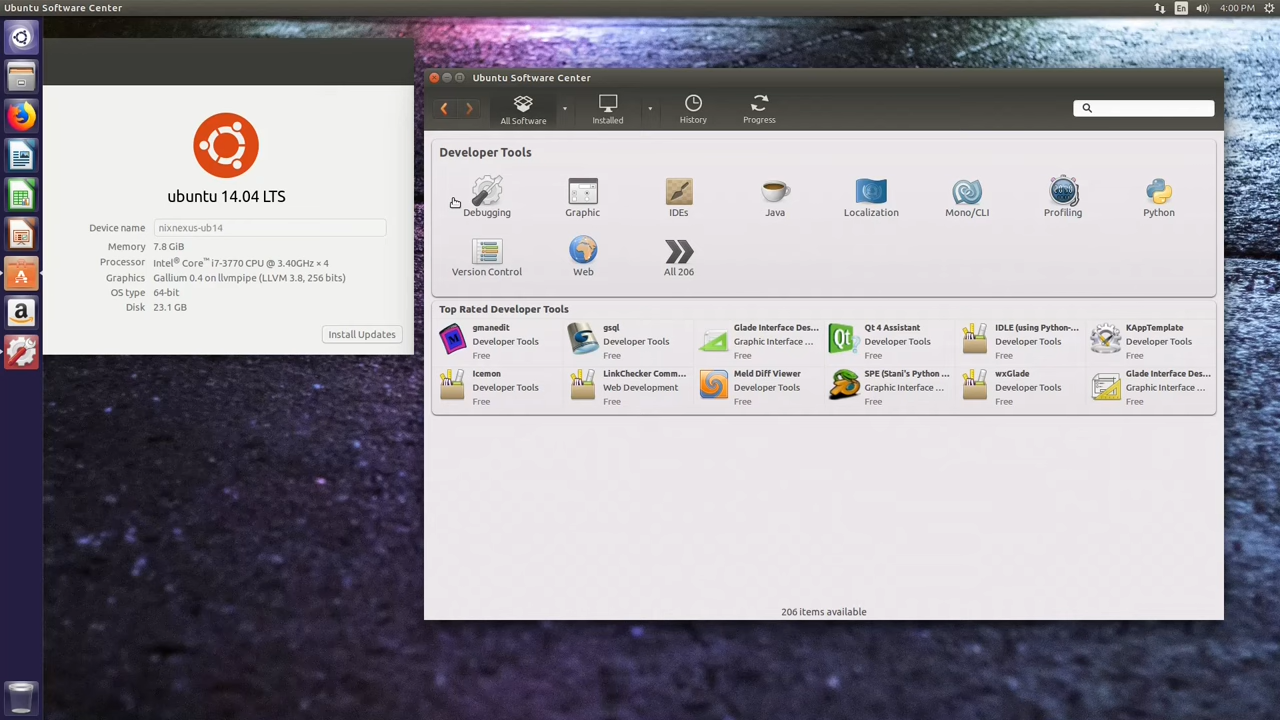 Ubuntu Software Center
En
4:00 PM
ubuntu 14.04 LTS
Device name nixnexus-ub14
Memory 7.8 GiB
Processor Intel® Core™ i7-3770 CPU @ 3.40GHz × 4
Graphics Gallium 0.4 on llvmpipe (LLVM 3.8, 256 bits)
OS type 64-bit
Disk 23.1 GB
Install Updates
Ubuntu Software Center
All Software Installed History Progress
Developer Tools
Debugging Graphic IDEs Java Localization Mono/CLI Profiling Python
Version Control Web All 206
Top Rated Developer Tools
gmanedit gsql Glade Interface Des... Qt 4 Assistant IDLE (using Python-... KAppTemplate
Developer Tools Developer Tools Graphic Interface ... Developer Tools Developer Tools Developer Tools
Free Free Free Free Free Free
Icemon LinkChecker Comm... Meld Diff Viewer SPE (Stani's Python ... wxGlade Glade Interface Des...
Developer Tools Web Development Developer Tools Graphic Interface ... Developer Tools Graphic Interface ...
Free Free Free Free Free Free
206 items available